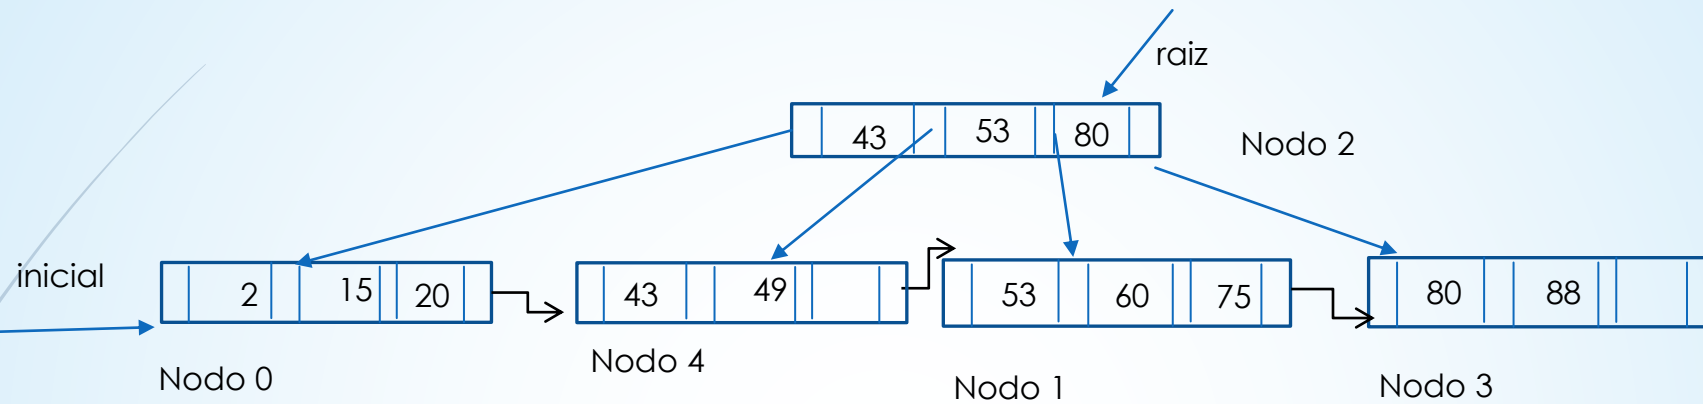 raiz
43 53 80
Nodo 2
inicial
2 15 20
43 49
53 60 75
80 88
Nodo 0
Nodo 4
Nodo 1
Nodo 3